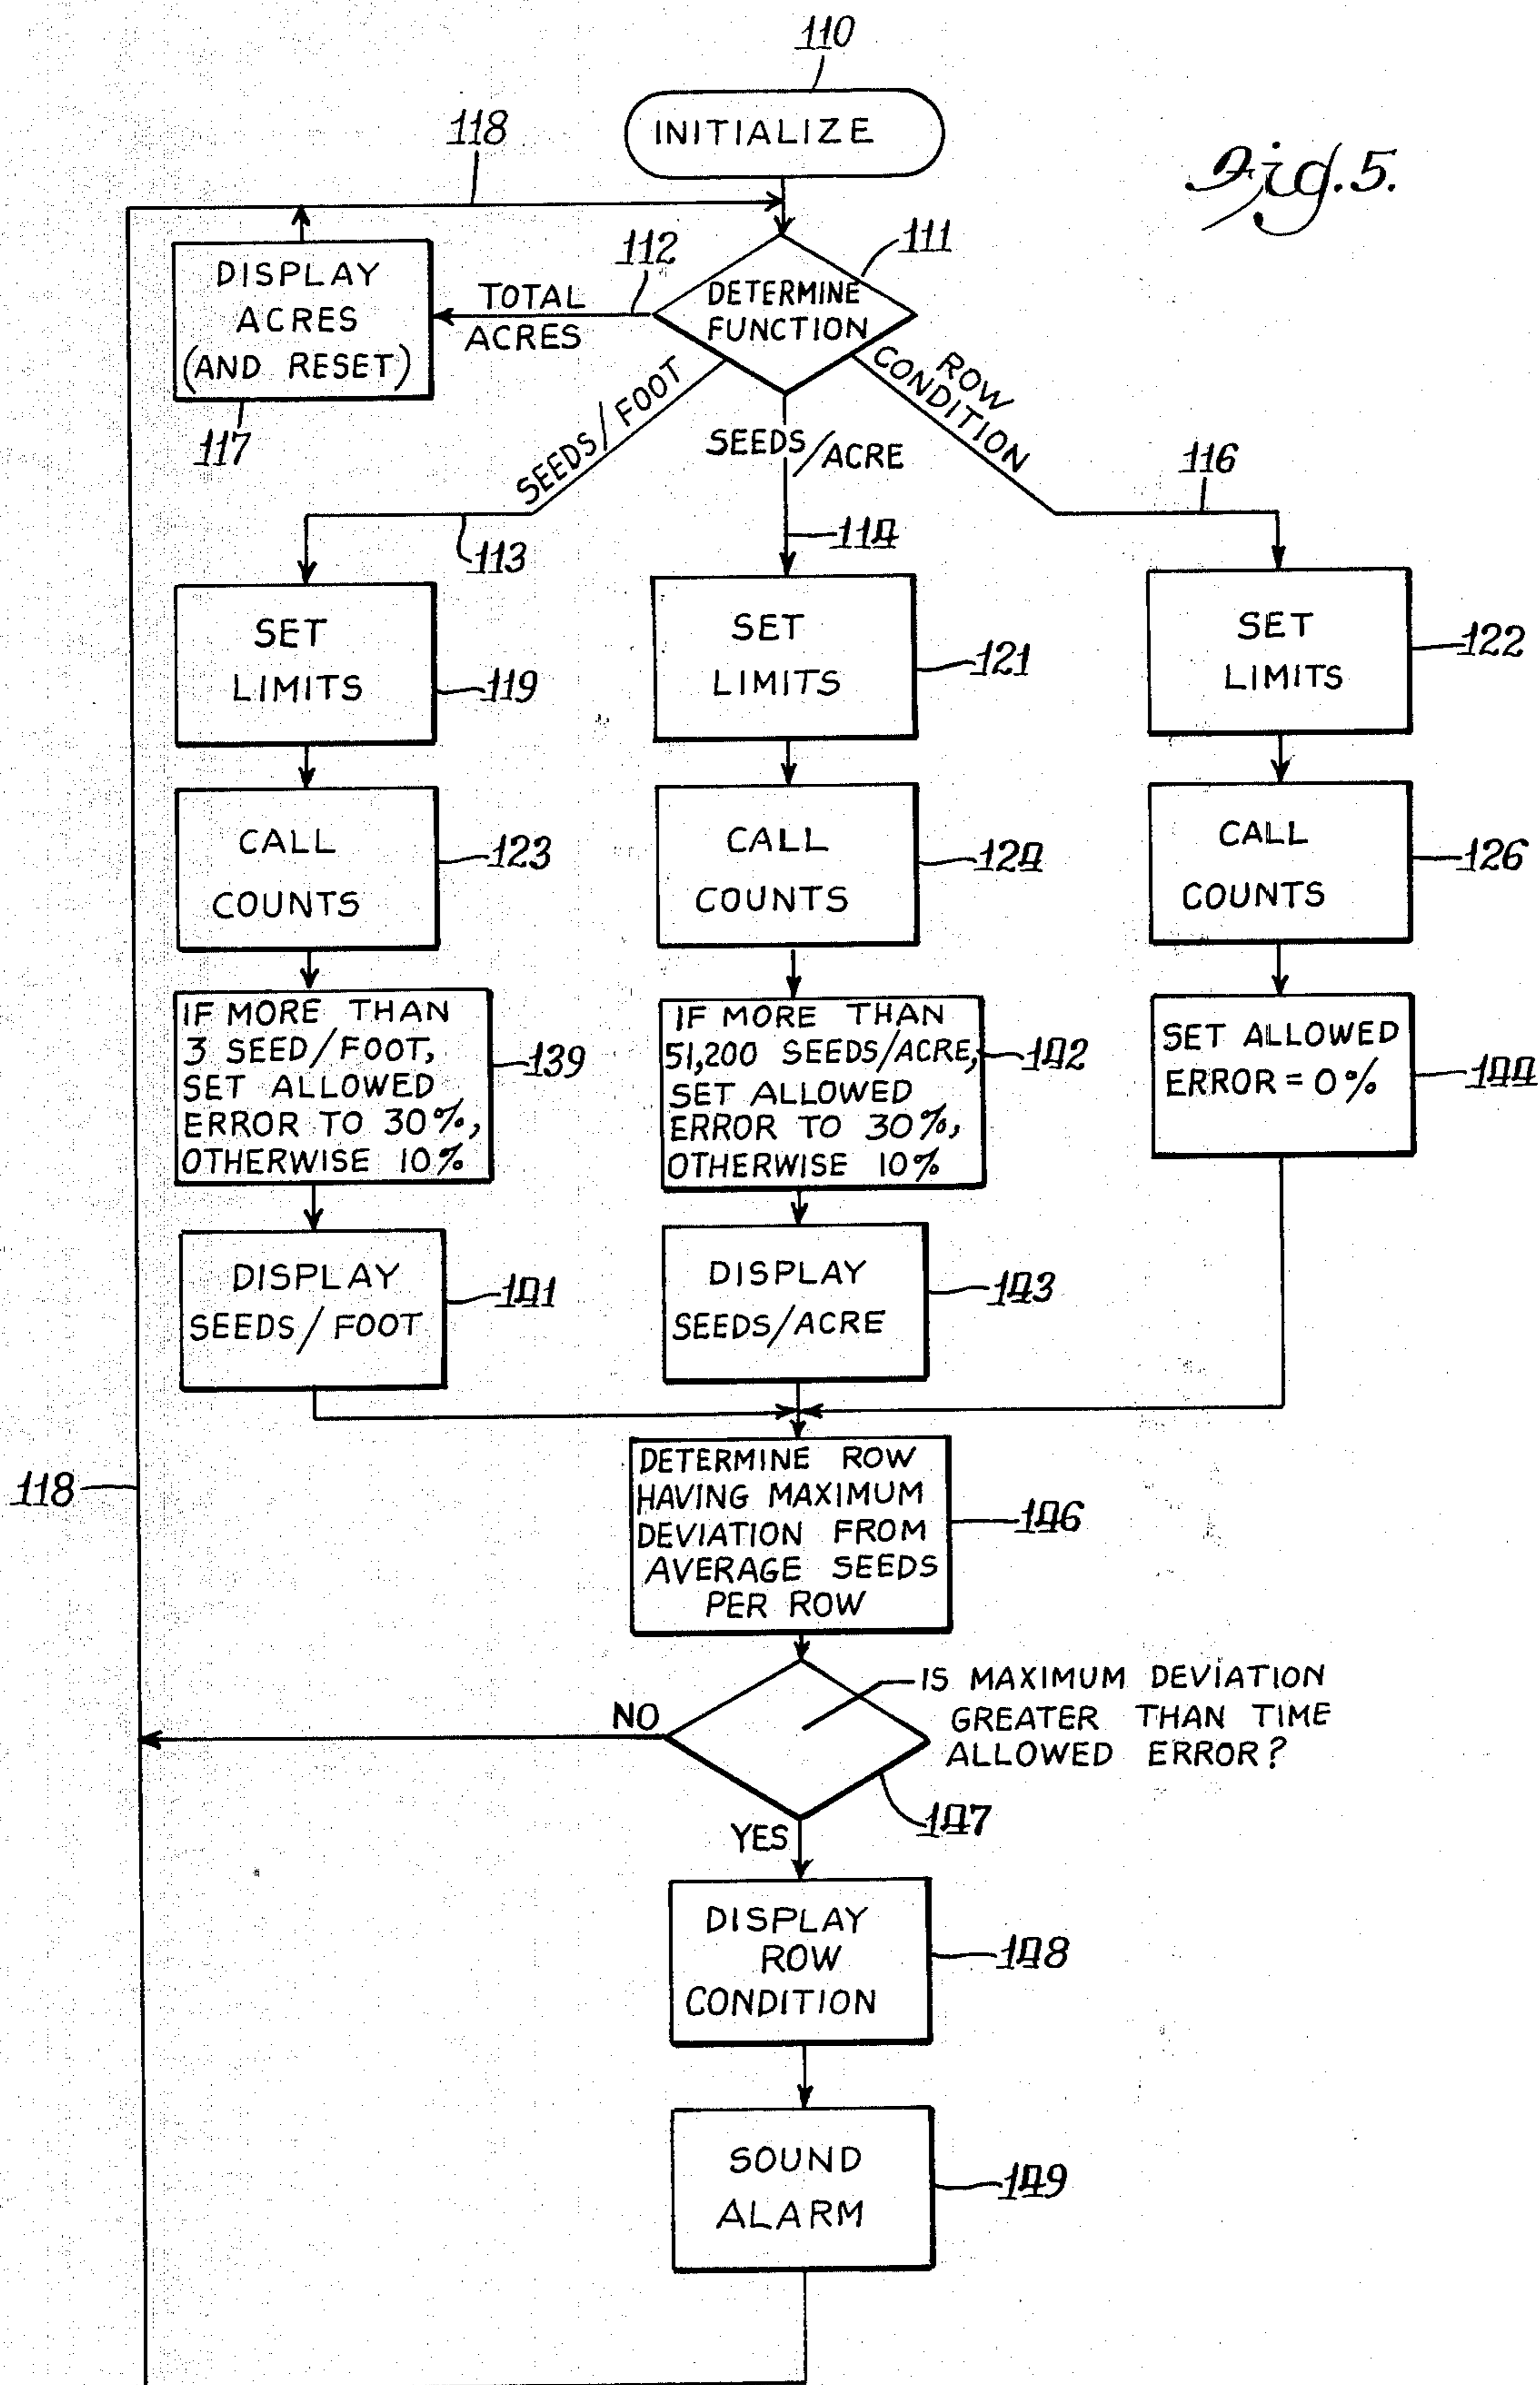 110
INITIALIZE
Fig. 5.
118
111
112
DETERMINE
FUNCTION
TOTAL
ACRES
DISPLAY
ACRES
(AND RESET)
117
SEEDS/FOOT
SEEDS/ACRE
ROW
CONDITION
113
114
116
SET
LIMITS
119
SET
LIMITS
121
SET
LIMITS
122
CALL
COUNTS
123
CALL
COUNTS
124
CALL
COUNTS
126
IF MORE THAN
3 SEED/FOOT,
SET ALLOWED
ERROR TO 30%,
OTHERWISE 10%
139
IF MORE THAN
51,200 SEEDS/ACRE,
SET ALLOWED
ERROR TO 30%,
OTHERWISE 10%
142
SET ALLOWED
ERROR = 0%
144
DISPLAY
SEEDS/FOOT
141
DISPLAY
SEEDS/ACRE
143
118
DETERMINE ROW
HAVING MAXIMUM
DEVIATION FROM
AVERAGE SEEDS
PER ROW
146
NO
IS MAXIMUM DEVIATION
GREATER THAN TIME
ALLOWED ERROR?
147
YES
DISPLAY
ROW
CONDITION
148
SOUND
ALARM
149